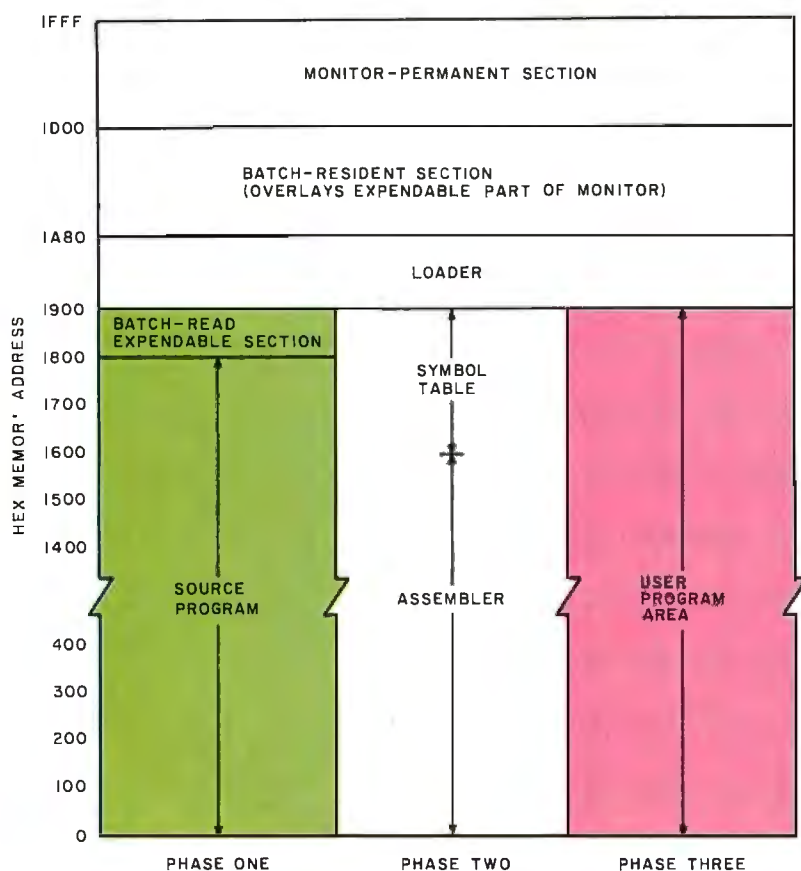 1FFF
MONITOR-PERMANENT SECTION
1D00
BATCH-RESIDENT SECTION
(OVERLAYS EXPENDABLE PART OF MONITOR)
1A80
LOADER
1900
BATCH-READ
EXPENDABLE SECTION
1800
SYMBOL
TABLE
1700
1600
1500
1400
HEX MEMOR' ADDRESS
SOURCE
PROGRAM
ASSEMBLER
USER
PROGRAM
AREA
400
300
200
100
0
PHASE ONE
PHASE TWO
PHASE THREE